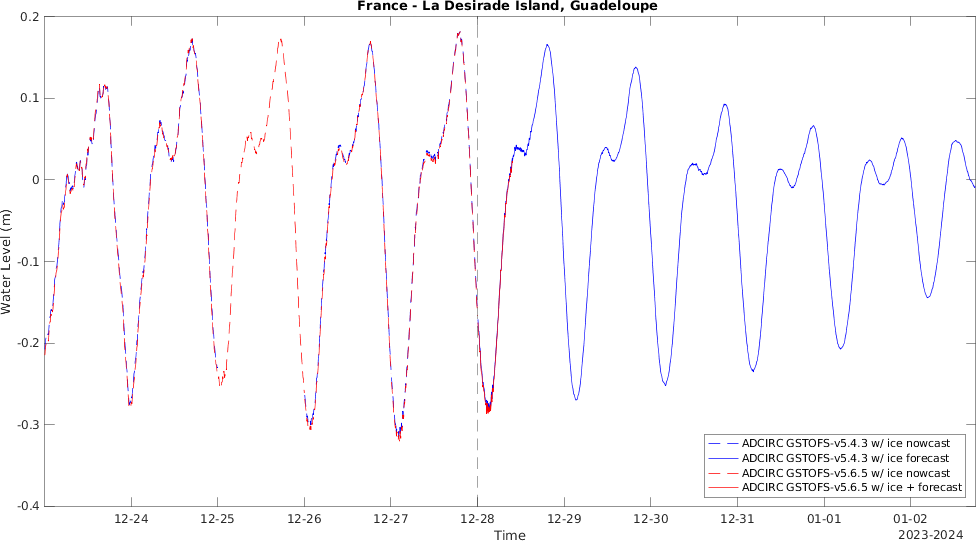 France - La Desirade Island, Guadeloupe
0.2
0.1
0
-0.1
-0.2
-0.3
-0.4
Water Level (m)
ADCIRC GSTOFS-v5.4.3 w/ ice nowcast
ADCIRC GSTOFS-v5.4.3 w/ ice forecast
ADCIRC GSTOFS-v5.6.5 w/ ice nowcast
ADCIRC GSTOFS-v5.6.5 w/ ice + forecast
12-24 12-25 12-26 12-27 12-28 12-29 12-30 12-31 01-01 01-02
Time
2023-2024